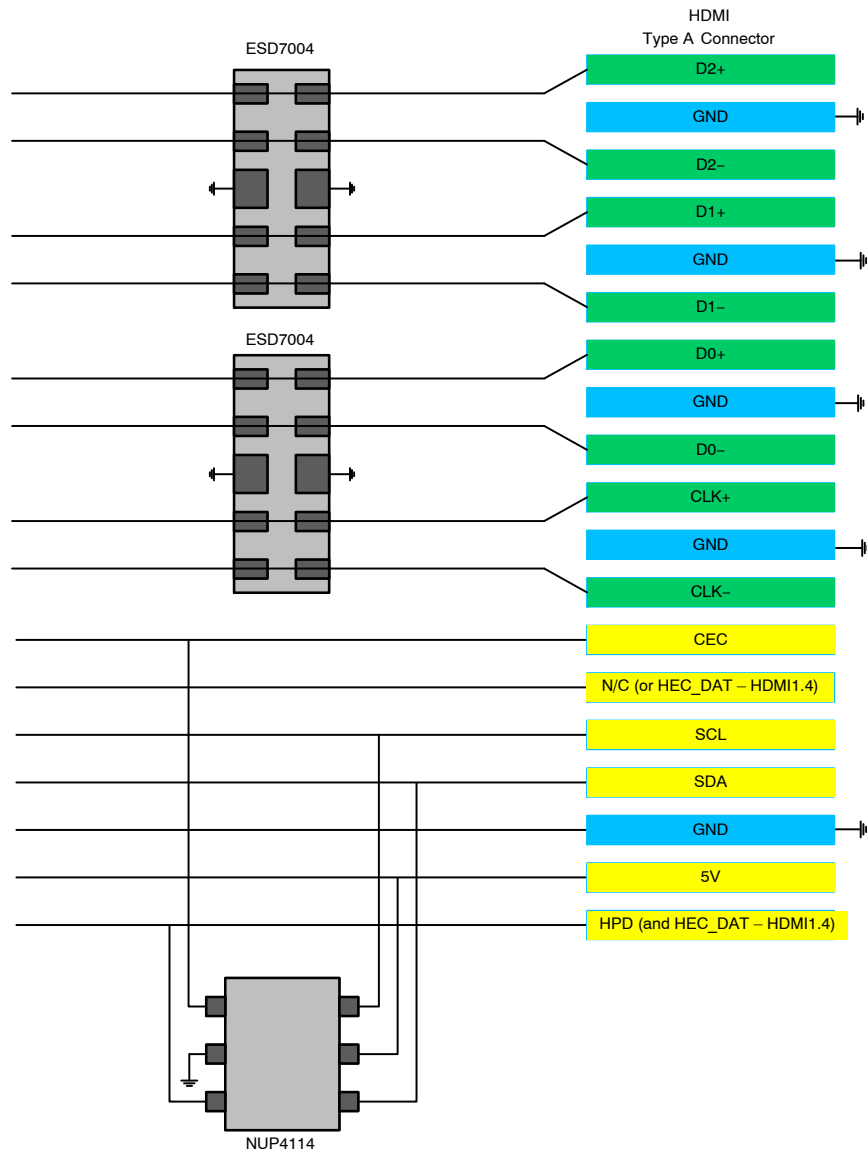 HDMI
Type A Connector
ESD7004
D2+
GND
D2−
D1+
GND
D1−
ESD7004
D0+
GND
D0−
CLK+
GND
CLK−
CEC
N/C (or HEC_DAT – HDMI1.4)
SCL
SDA
GND
5V
HPD (and HEC_DAT – HDMI1.4)
NUP4114